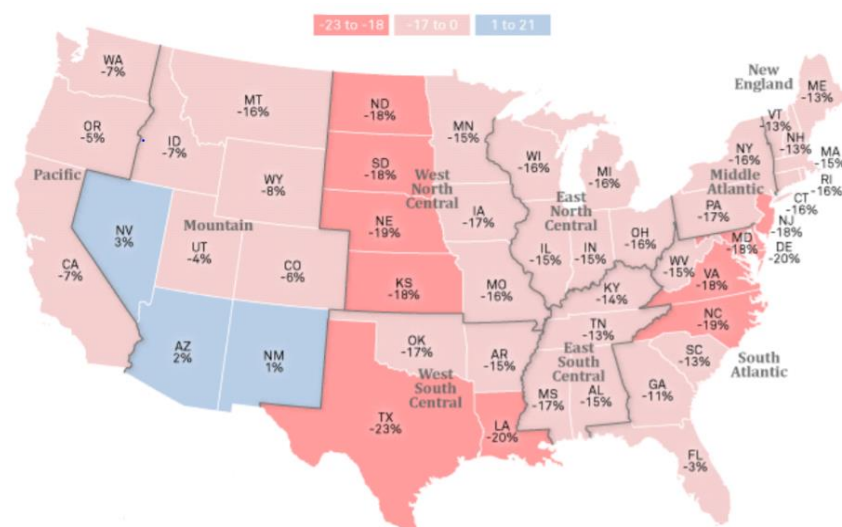 -23 to -18
-17 to 0
1 to 21
WA
-7%
OR
-5%
ID
-7%
MT
-16%
WY
-8%
Pacific
Mountain
NV
3%
CA
-7%
UT
-4%
CO
-6%
AZ
2%
NM
1%
ND
-18%
SD
-18%
NE
-19%
KS
-18%
West North
Central
MN
-15%
IA
-17%
MO
-16%
OK
-17%
AR
-15%
West South
Central
TX
-23%
LA
-20%
WI
-16%
MI
-16%
East North
Central
IL
-15%
IN
-15%
OH
-16%
KY
-14%
TN
-13%
East South
Central
MS
-17%
AL
-15%
New
England
ME
-13%
VT
-13%
NH
-13%
MA
-15%
RI
-16%
CT
-16%
NY
-16%
Middle
Atlantic
PA
-17%
NJ
-18%
MD
-18%
DE
-20%
WV
-15%
VA
-18%
NC
-19%
SC
-13%
South
Atlantic
GA
-11%
FL
-3%